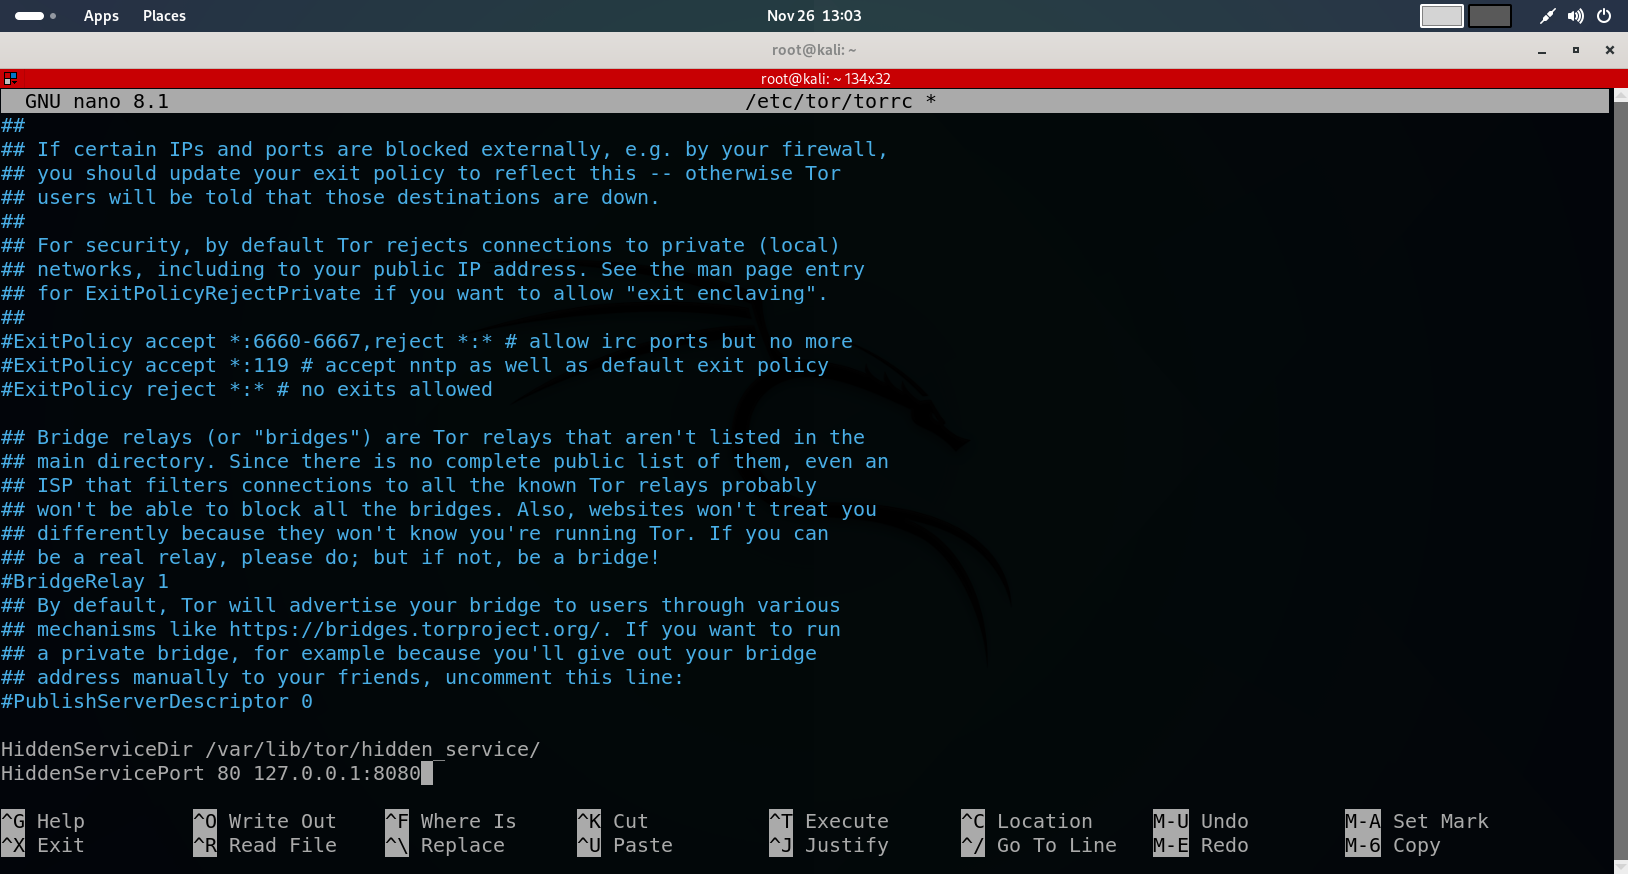 Apps Places Nov 26 13:03
root@kali: ~
root@kali: ~ 134x32
GNU nano 8.1 /etc/tor/torrc *
##
## If certain IPs and ports are blocked externally, e.g. by your firewall,
## you should update your exit policy to reflect this -- otherwise Tor
## users will be told that those destinations are down.
##
## For security, by default Tor rejects connections to private (local)
## networks, including to your public IP address. See the man page entry
## for ExitPolicyRejectPrivate if you want to allow "exit enclaving".
##
#ExitPolicy accept *:6660-6667,reject *:* # allow irc ports but no more
#ExitPolicy accept *:119 # accept nntp as well as default exit policy
#ExitPolicy reject *:* # no exits allowed
## Bridge relays (or "bridges") are Tor relays that aren't listed in the
## main directory. Since there is no complete public list of them, even an
## ISP that filters connections to all the known Tor relays probably
## won't be able to block all the bridges. Also, websites won't treat you
## differently because they won't know you're running Tor. If you can
## be a real relay, please do; but if not, be a bridge!
#BridgeRelay 1
## By default, Tor will advertise your bridge to users through various
## mechanisms like https://bridges.torproject.org/. If you want to run
## a private bridge, for example because you'll give out your bridge
## address manually to your friends, uncomment this line:
#PublishServerDescriptor 0
HiddenServiceDir /var/lib/tor/hidden_service/
HiddenServicePort 80 127.0.0.1:8080
^G Help ^O Write Out ^F Where Is ^K Cut ^T Execute ^C Location M-U Undo M-A Set Mark
^X Exit ^R Read File ^\ Replace ^U Paste ^J Justify ^/ Go To Line M-E Redo M-6 Copy